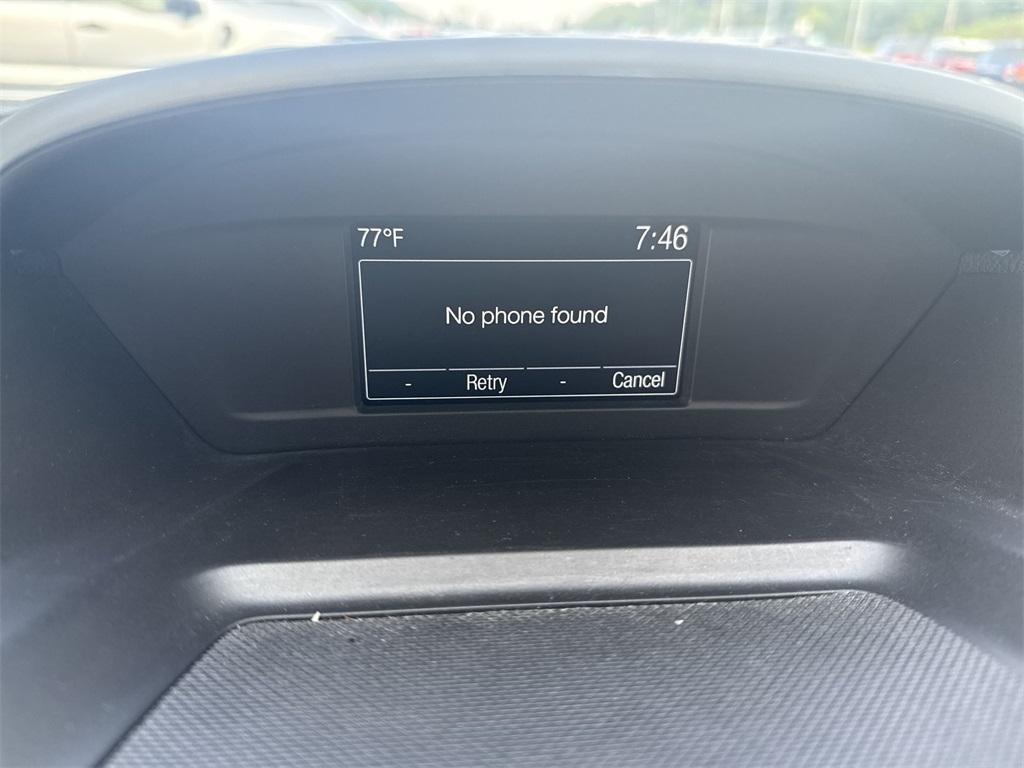 77°F 7:46
No phone found
- Retry - Cancel